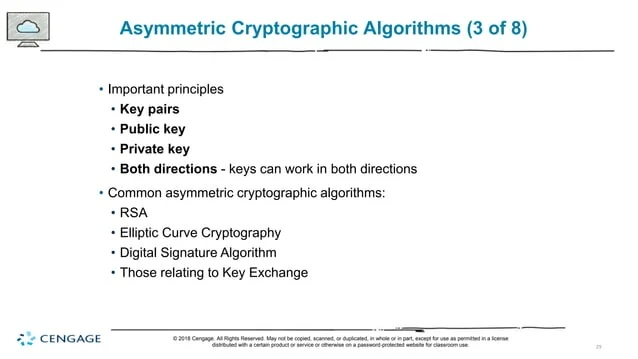 Asymmetric Cryptographic Algorithms (3 of 8)
• Important principles
• Key pairs
• Public key
• Private key
• Both directions - keys can work in both directions
• Common asymmetric cryptographic algorithms:
• RSA
• Elliptic Curve Cryptography
• Digital Signature Algorithm
• Those relating to Key Exchange
CENGAGE
© 2018 Cengage. All Rights Reserved. May not be copied, scanned, or duplicated, in whole or in part, except for use as permitted in a license
distributed with a certain product or service or otherwise on a password-protected website for classroom use.
29